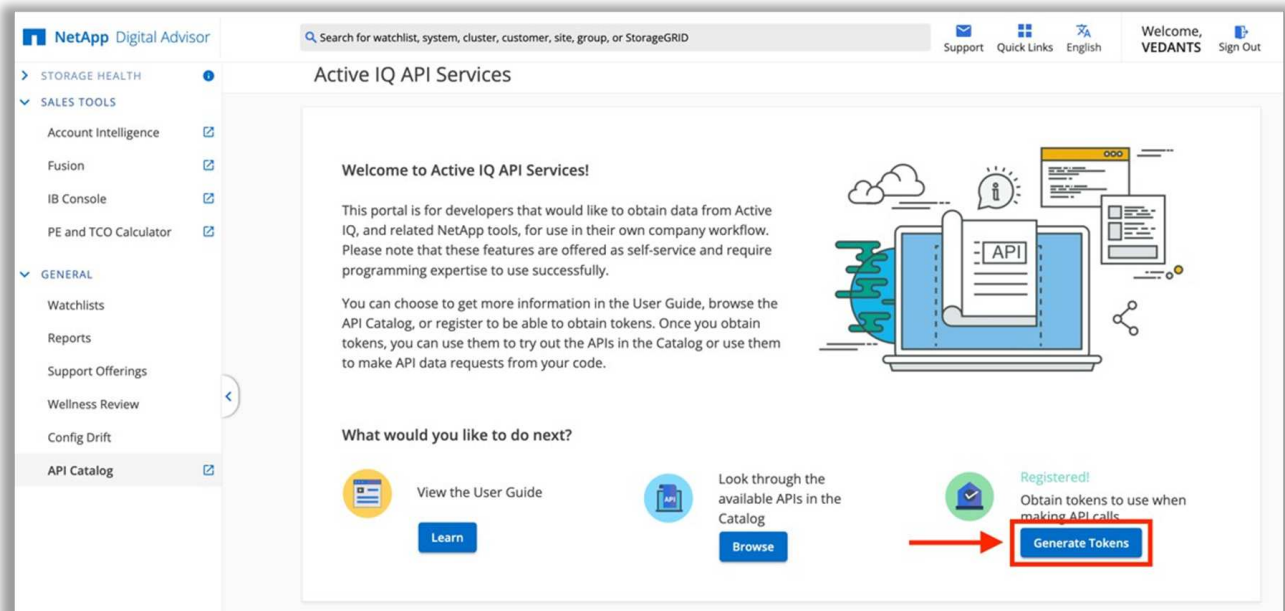 NetApp Digital Advisor
Search for watchlist, system, cluster, customer, site, group, or StorageGRID
Support
Quick Links
English
Welcome,
VEDANTS
Sign Out
STORAGE HEALTH
SALES TOOLS
Account Intelligence
Fusion
IB Console
PE and TCO Calculator
GENERAL
Watchlists
Reports
Support Offerings
Wellness Review
Config Drift
API Catalog
Active IQ API Services
Welcome to Active IQ API Services!
This portal is for developers that would like to obtain data from Active
IQ, and related NetApp tools, for use in their own company workflow.
Please note that these features are offered as self-service and require
programming expertise to use successfully.
You can choose to get more information in the User Guide, browse the
API Catalog, or register to be able to obtain tokens. Once you obtain
tokens, you can use them to try out the APIs in the Catalog or use them
to make API data requests from your code.
API
What would you like to do next?
View the User Guide
Learn
API
Look through the
available APIs in the
Catalog
Browse
Registered!
Obtain tokens to use when
making API calls
Generate Tokens